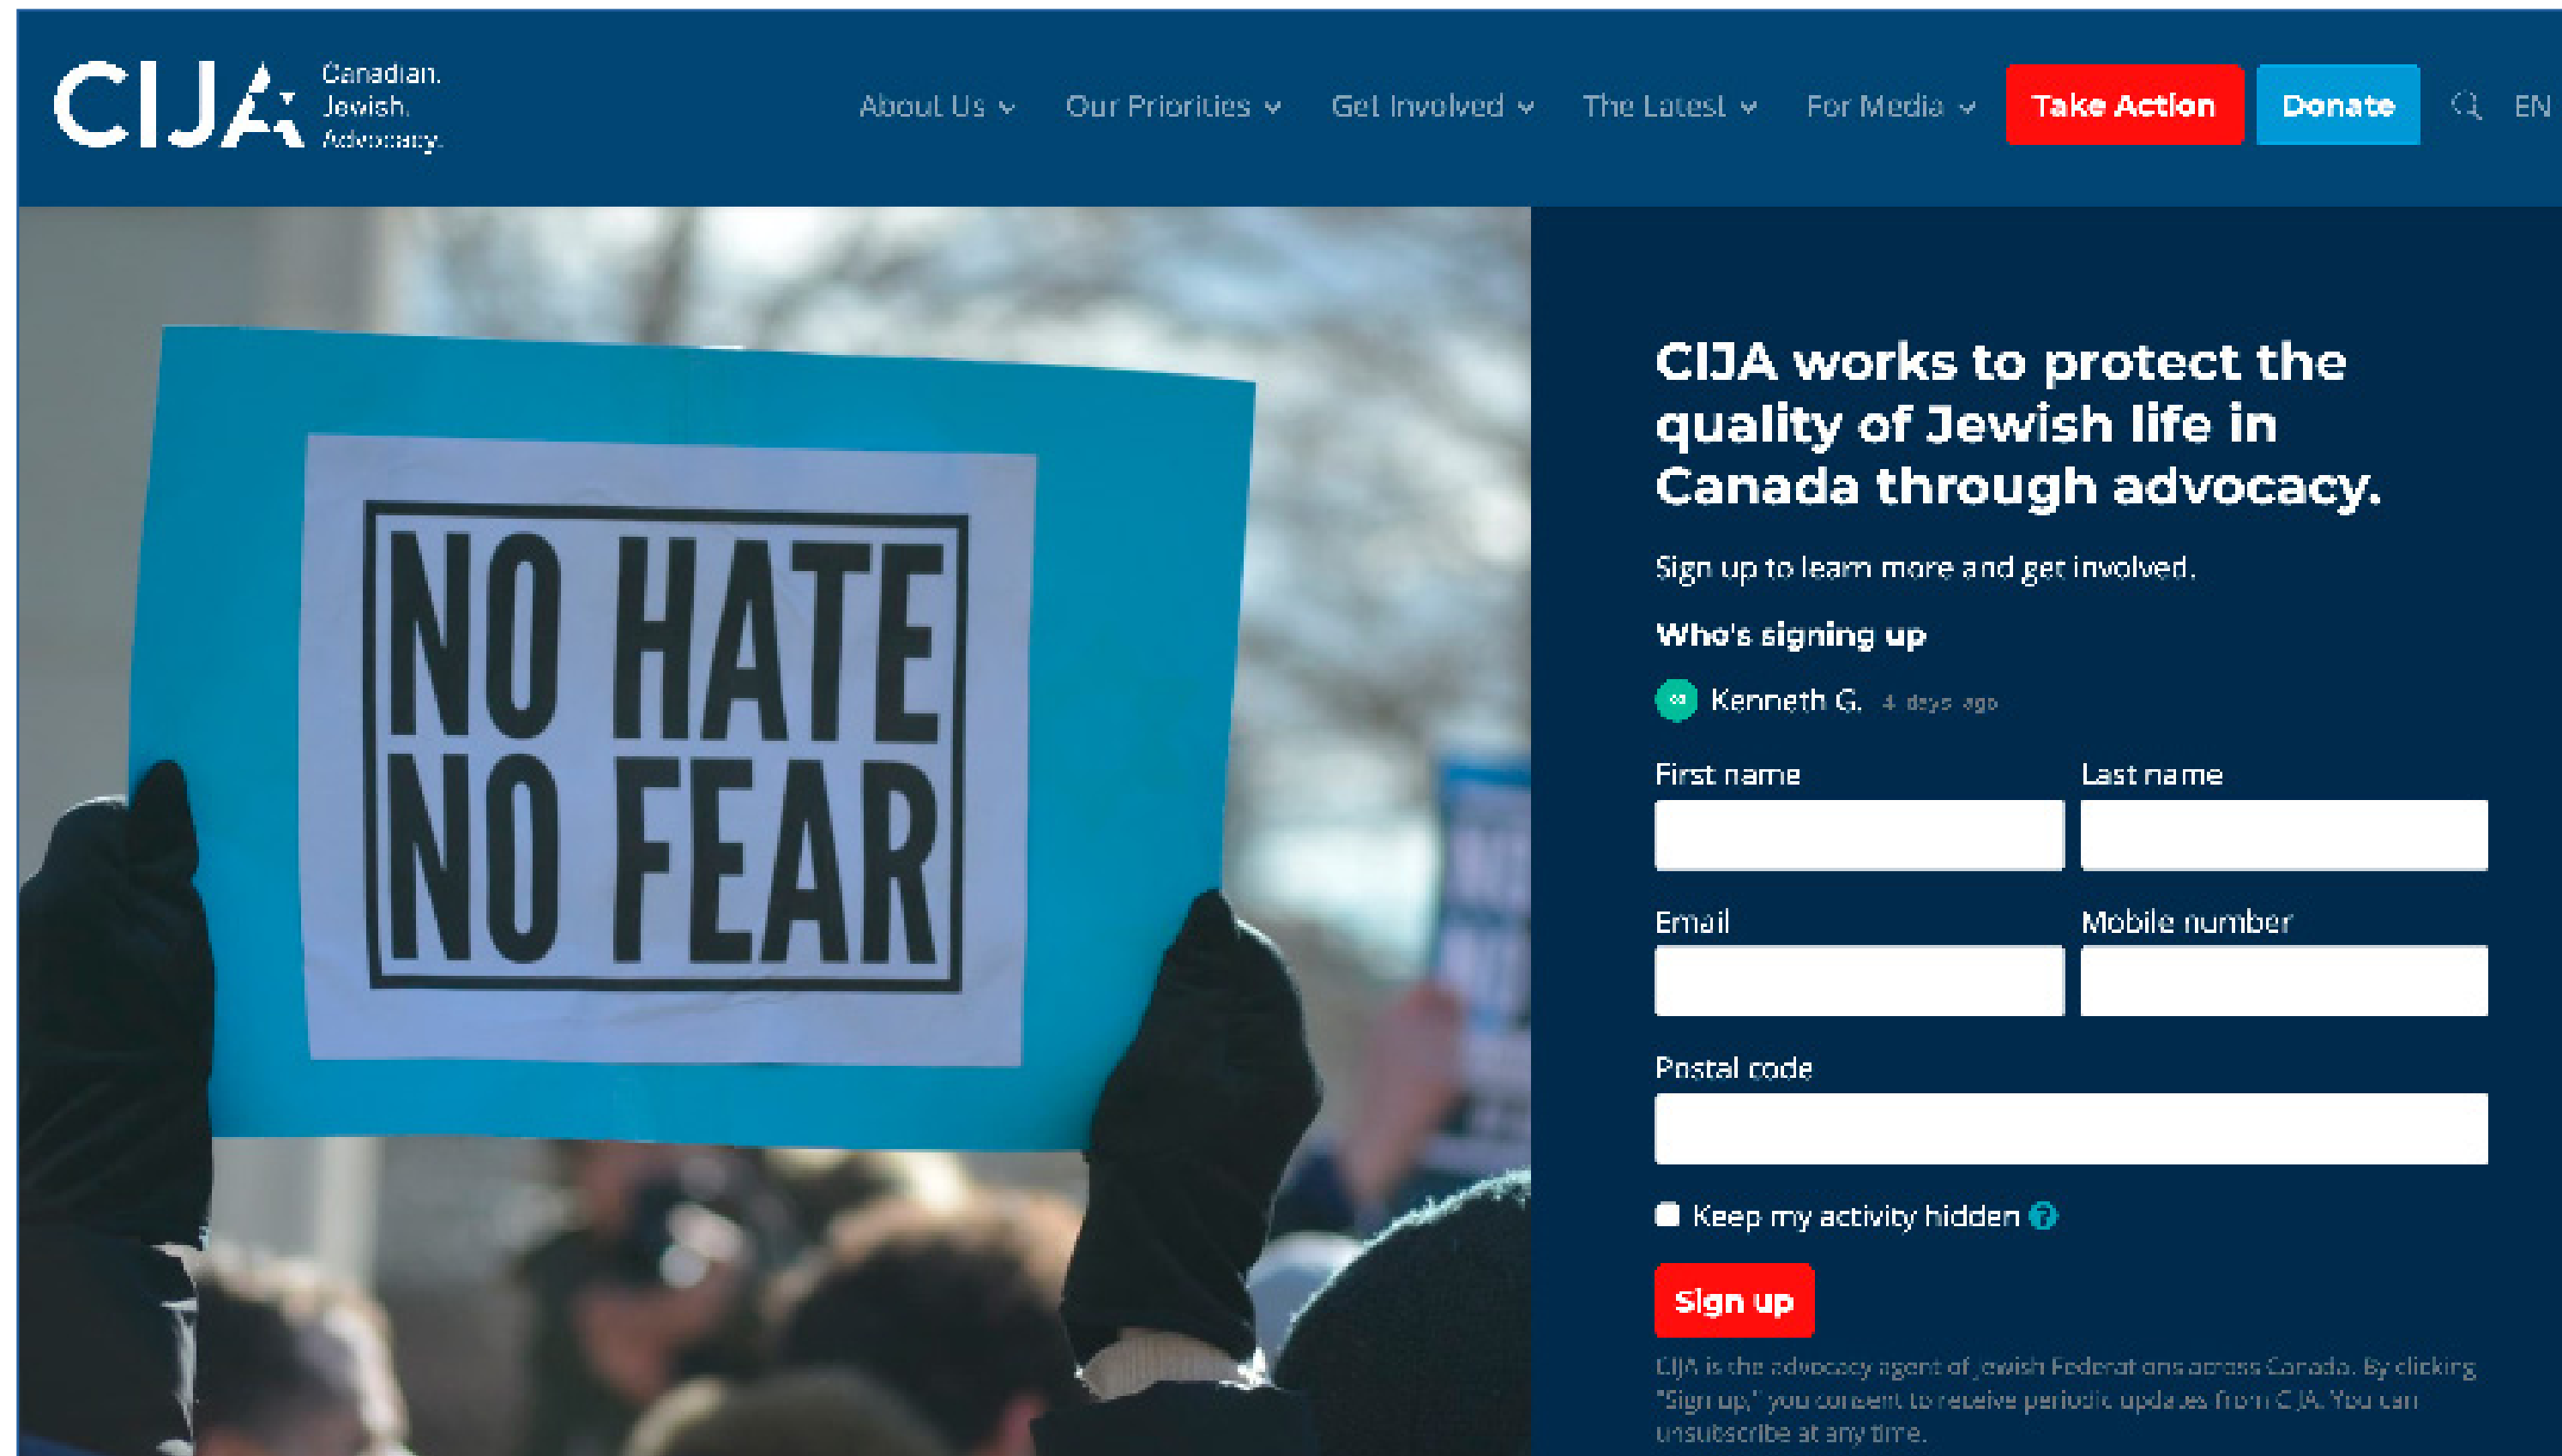 CIJA
Canadian.
Jewish.
Advocacy.
About Us
Our Priorities
Get Involved
The Latest
For Media
Take Action
Donate
EN
NO HATE
NO FEAR
CIJA works to protect the
quality of Jewish life in
Canada through advocacy.
Sign up to learn more and get involved.
Who's signing up
Kenneth G. 4 days ago
First name
Last name
Email
Mobile number
Postal code
Keep my activity hidden ?
Sign up
CIJA is the advocacy agent of Jewish Federations across Canada. By clicking
"Sign up," you consent to receive periodic updates from CIJA. You can
unsubscribe at any time.